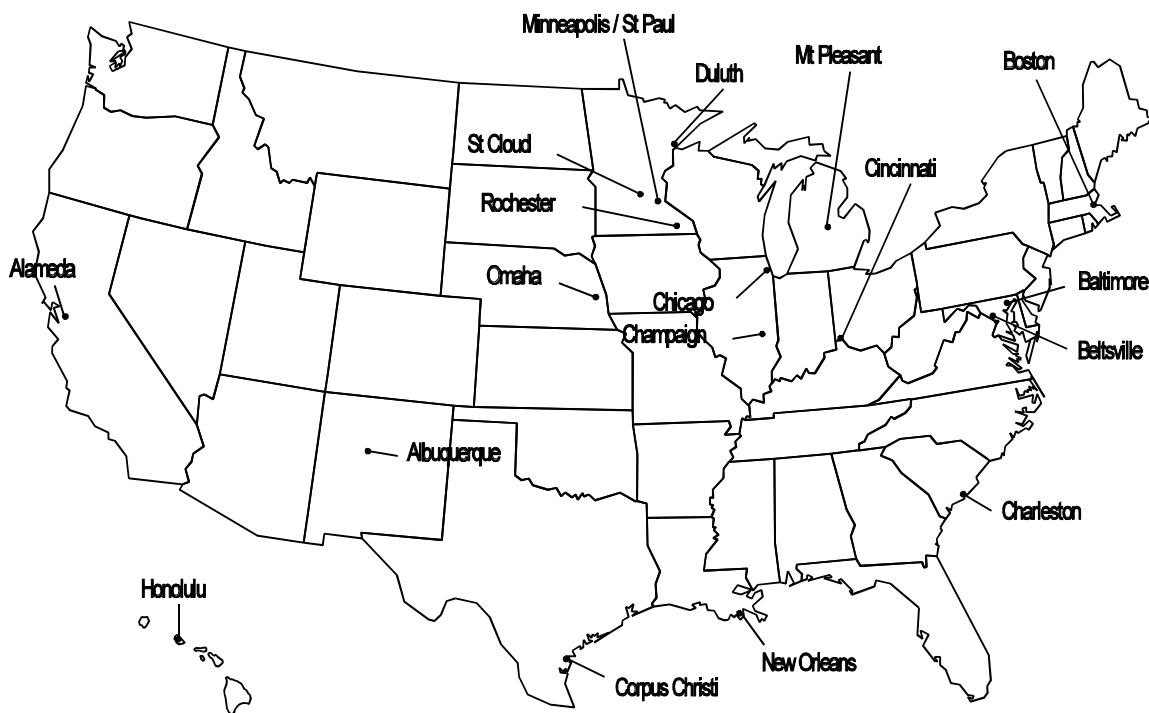 Minneapolis / St Paul
Duluth
Mt Pleasant
Boston
St Cloud
Cincinnati
Rochester
Alameda
Omaha
Baltimore
Chicago
Champaign
Beltsville
Albuquerque
Charleston
Honolulu
New Orleans
Corpus Christi